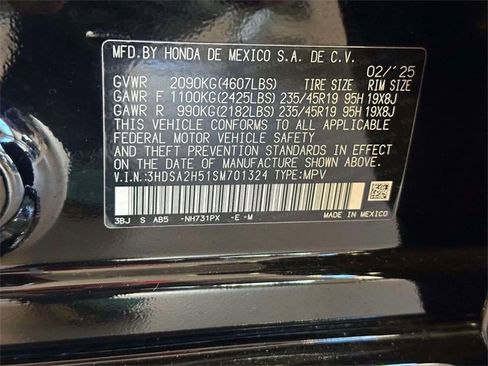 MFD. BY HONDA DE MEXICO S.A. DE C.V.
02/'25
GVWR 2090KG(4607LBS) TIRE SIZE RIM SIZE
GAWR F 1100KG(2425LBS) 235/45R19 95H 19X8J
GAWR R 990KG(2182LBS) 235/45R19 95H 19X8J
THIS VEHICLE CONFORMS TO ALL APPLICABLE
FEDERAL MOTOR VEHICLE SAFETY
AND THEFT PREVENTION STANDARDS IN EFFECT
ON THE DATE OF MANUFACTURE SHOWN ABOVE.
V.I.N.:3HDSA2H51SM701324 TYPE:MPV
3BJ S AB5 -NH731PX -E -M
MADE IN MEXICO